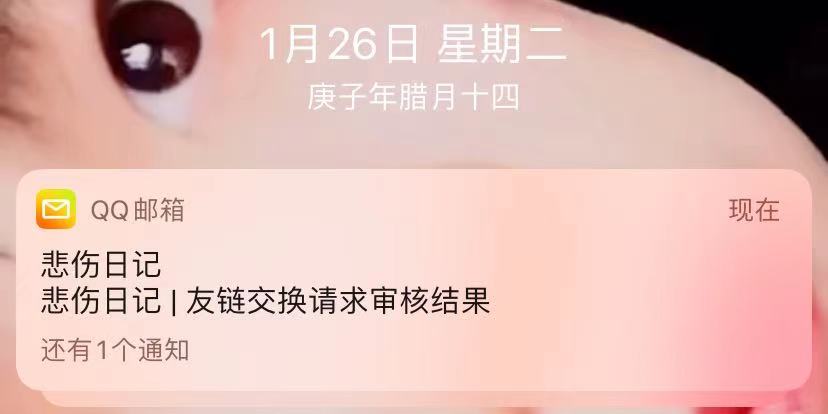 1月26日 星期二
庚子年腊月十四
QQ邮箱 现在
悲伤日记
悲伤日记 | 友链交换请求审核结果
还有1个通知